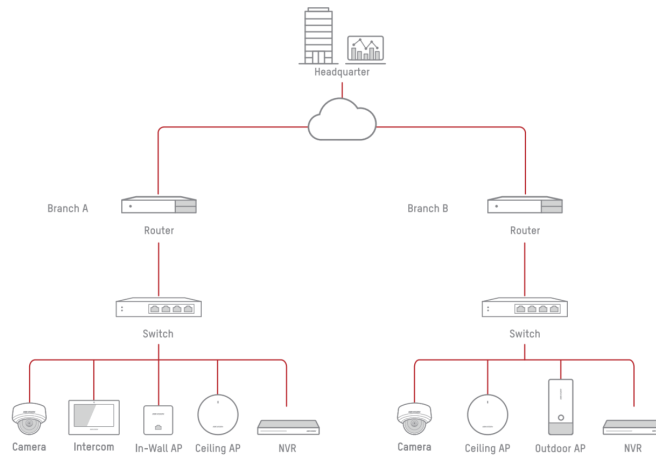 Headquarter
Branch A
Router
Branch B
Router
Switch
Switch
Camera
Intercom
In-Wall AP
Ceiling AP
NVR
Camera
Ceiling AP
Outdoor AP
NVR